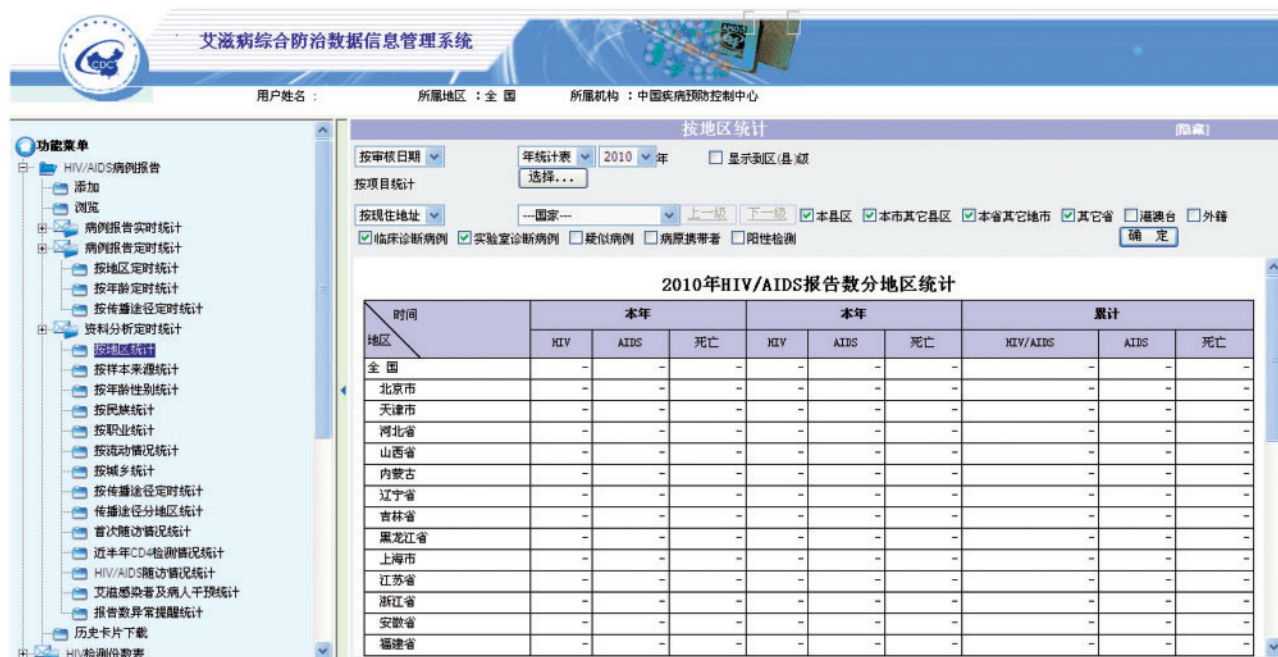 CDC
艾滋病综合防治数据信息管理系统
用户姓名 : 所属地区 : 全 国 所属机构 : 中国疾病预防控制中心
功能菜单
HIV/AIDS病例报告
添加
浏览
病例报告实时统计
病例报告定时统计
按地区定时统计
按年龄定时统计
按传播途径定时统计
资料分析定时统计
按地区统计
按样本来源统计
按年龄性别统计
按民族统计
按职业统计
按流动情况统计
按城乡统计
按传播途径定时统计
传播途径分地区统计
首次随访情况统计
近半年CD4检测情况统计
HIV/AIDS随访情况统计
艾滋感染者及病人干预统计
报告数异常提醒统计
历史卡片下载
HIV检测份数表
按地区统计 [隐藏]
按审核日期 年统计表 2010 年 显示到区(县)级
按项目统计 选择...
按现住地址 ---国家--- 上一级 下一级 本县区 本市其它县区 本省其它地市 其它省 港澳台 外籍
临床诊断病例 实验室诊断病例 疑似病例 病原携带者 阳性检测 确 定
2010年HIV/AIDS报告数分地区统计
时间 本年 本年 累计
地区 HIV AIDS 死亡 HIV AIDS 死亡 HIV/AIDS AIDS 死亡
全 国 - - - - - - - - -
北京市 - - - - - - - - -
天津市 - - - - - - - - -
河北省 - - - - - - - - -
山西省 - - - - - - - - -
内蒙古 - - - - - - - - -
辽宁省 - - - - - - - - -
吉林省 - - - - - - - - -
黑龙江省 - - - - - - - - -
上海市 - - - - - - - - -
江苏省 - - - - - - - - -
浙江省 - - - - - - - - -
安徽省 - - - - - - - - -
福建省 - - - - - - - - -